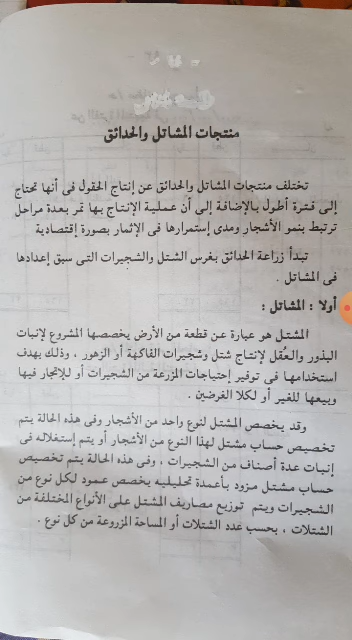 منتجات المشاتل والحدائق
تختلف منتجات المشاتل والحدائق عن إنتاج الحقول فى أنها تحتاج
إلى فترة أطول بالإضافة إلى أن عملية الإنتاج بها تمر بعدة مراحل
ترتبط بنمو الأشجار ومدى إستمرارها فى الإثمار بصورة إقتصادية
تبدأ زراعة الحدائق بغرس الشتل والشجيرات التى سبق إعدادها
فى المشاتل .
أولا : المشاتل :
المشتل هو عبارة عن قطعة من الأرض يخصصها المشروع لإنبات
البذور والعُقل لإنتاج شتل وشجيرات الفاكهة أو الزهور ، وذلك بهدف
استخدامها فى توفير إحتياجات المزرعة من الشجيرات أو للإتجار فيها
وبيعها للغير أو لكلا الغرضين .
وقد يخصص المشتل لنوع واحد من الأشجار وفى هذه الحالة يتم
تخصيص حساب مشتل لهذا النوع من الأشجار أو يتم إستغلاله فى
إنبات عدة أصناف من الشجيرات ، وفى هذه الحالة يتم تخصيص
حساب مشتل مزود بأعمدة تحليليه يخصص عمود لكل نوع من
الشجيرات ويتم توزيع مصاريف المشتل على الأنواع المختلفة من
الشتلات ، بحسب عدد الشتلات أو المساحة المزروعة من كل نوع .